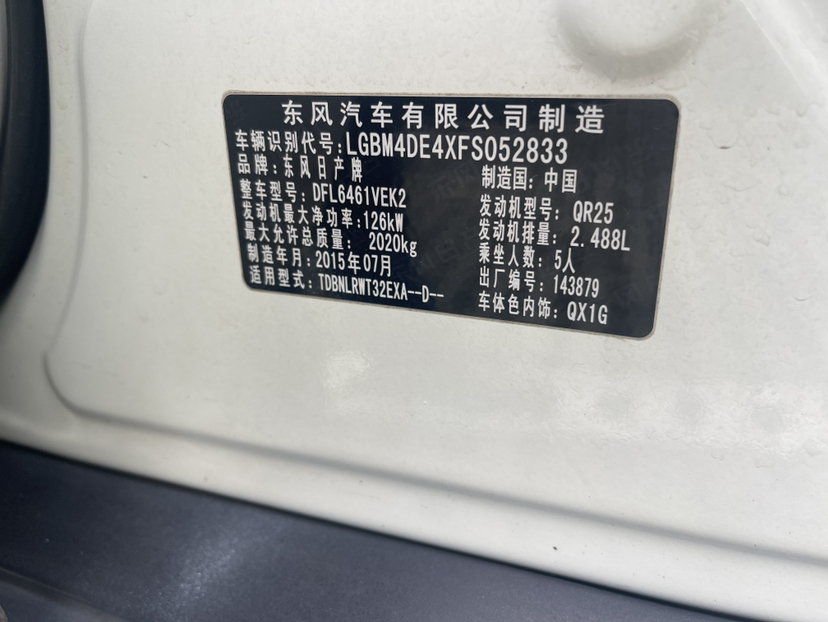 东风汽车有限公司制造
车辆识别代号:LGBM4DE4XFS052833
品牌:东风日产牌 制造国:中国
整车型号:DFL6461VEK2 发动机型号:QR25
发动机最大净功率:126kW 发动机排量:2.488L
最大允许总质量: 2020kg 乘坐人数:5人
制造年月:2015年07月 出厂编号:143879
适用型号:TDBNLRWT32EXA--D-- 车体色内饰:QX1G